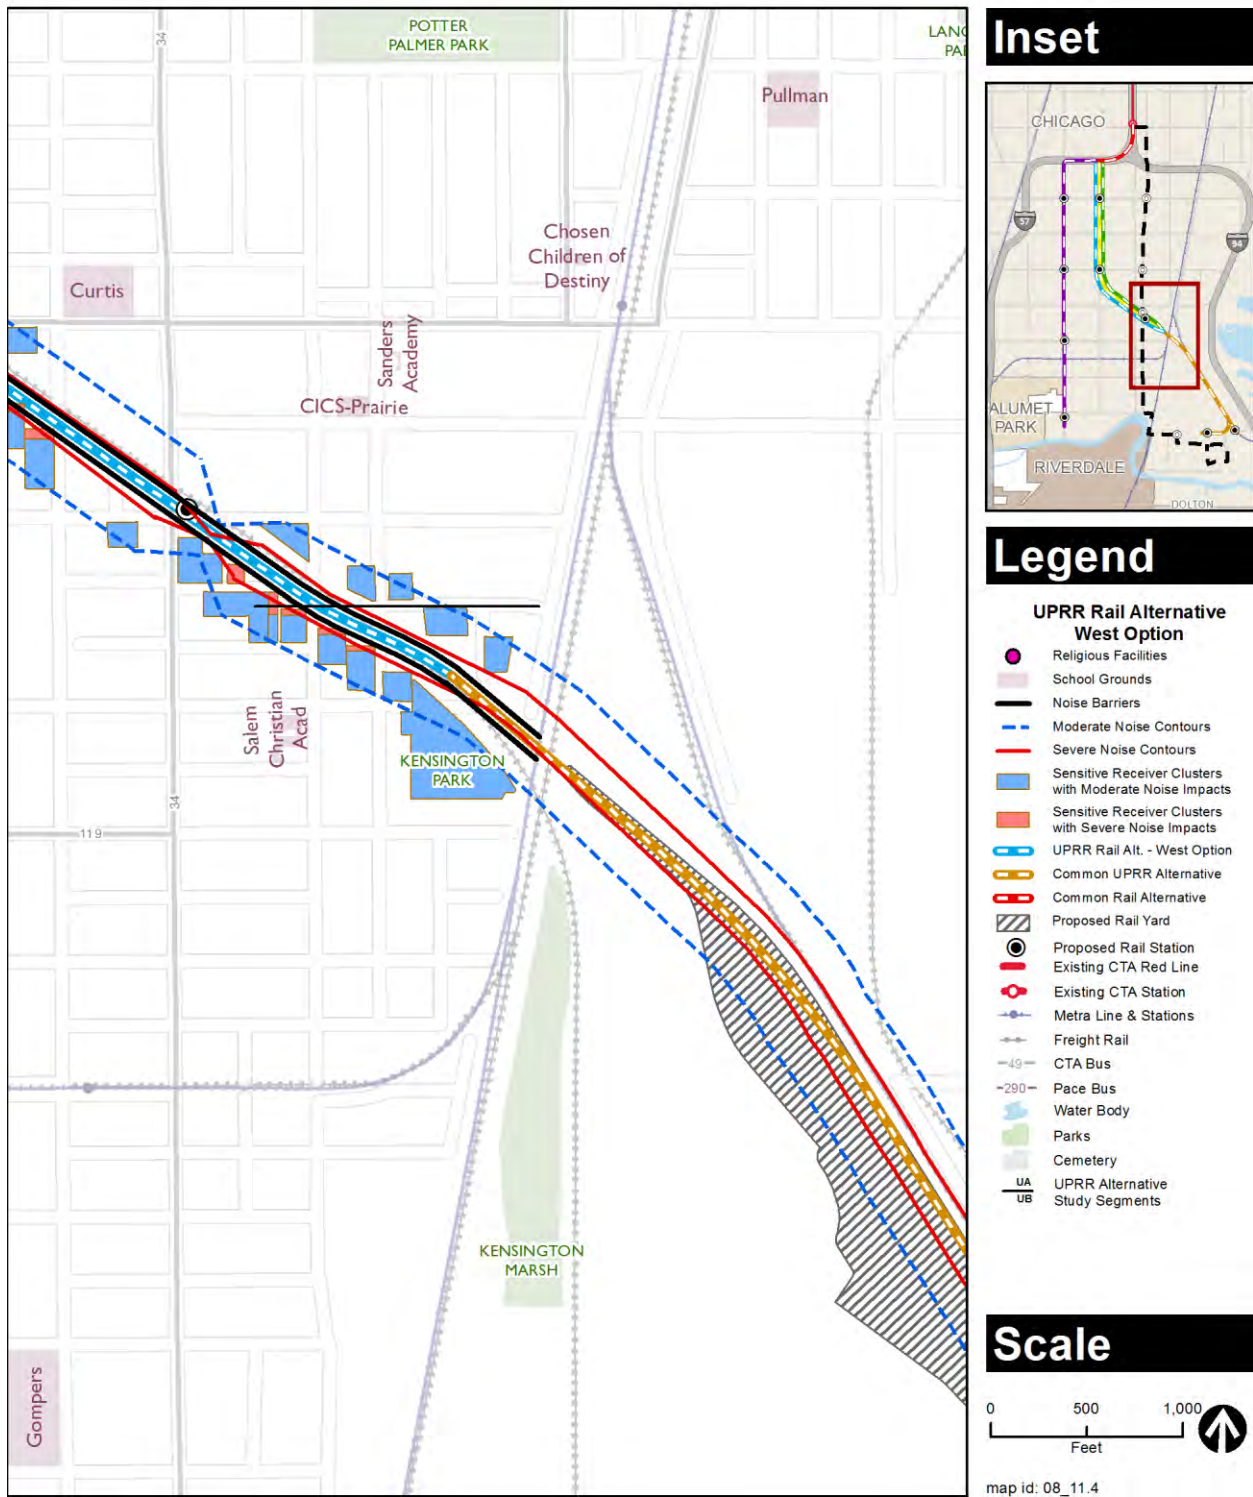 34
POTTER
PALMER PARK
Pullman
Chosen
Children of
Destiny
Curtis
Sanders
Academy
CICS-Prairie
Salem
Christian
Acad
KENSINGTON
PARK
34
119
KENSINGTON
MARSH
Gompers
Inset
CHICAGO
57
94
ALUMET
PARK
RIVERDALE
DOLTON
Legend
UPRR Rail Alternative
West Option
Religious Facilities
School Grounds
Noise Barriers
Moderate Noise Contours
Severe Noise Contours
Sensitive Receiver Clusters
with Moderate Noise Impacts
Sensitive Receiver Clusters
with Severe Noise Impacts
UPRR Rail Alt. - West Option
Common UPRR Alternative
Common Rail Alternative
Proposed Rail Yard
Proposed Rail Station
Existing CTA Red Line
Existing CTA Station
Metra Line & Stations
Freight Rail
49 CTA Bus
290 Pace Bus
Water Body
Parks
Cemetery
UA
UB
UPRR Alternative
Study Segments
Scale
0 500 1,000
Feet
map id: 08_11.4